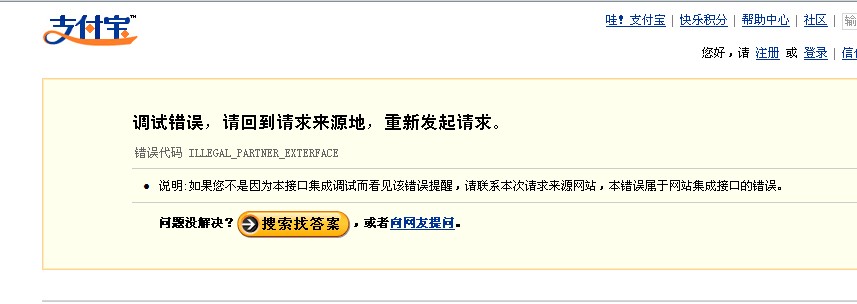 支付宝™
哇!支付宝 | 快乐积分 | 帮助中心 | 社区 | 输
您好,请 注册 或 登录 | 信
调试错误,请回到请求来源地,重新发起请求。
错误代码 ILLEGAL_PARTNER_EXTERFACE
• 说明:如果您不是因为本接口集成调试而看见该错误提醒,请联系本次请求来源网站,本错误属于网站集成接口的错误。
问题没解决? 搜索找答案 ,或者向网友提问。